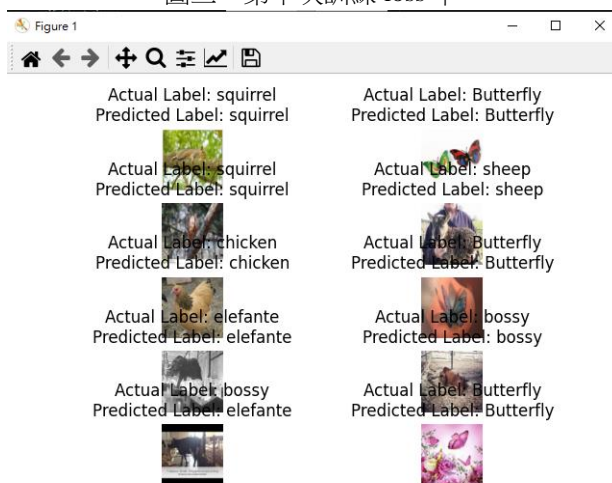 Figure 1
Actual Label: squirrel
Predicted Label: squirrel
Actual Label: Butterfly
Predicted Label: Butterfly
Actual Label: squirrel
Predicted Label: squirrel
Actual Label: sheep
Predicted Label: sheep
Actual Label: chicken
Predicted Label: chicken
Actual Label: Butterfly
Predicted Label: Butterfly
Actual Label: elefante
Predicted Label: elefante
Actual Label: bossy
Predicted Label: bossy
Actual Label: bossy
Predicted Label: elefante
Actual Label: Butterfly
Predicted Label: Butterfly